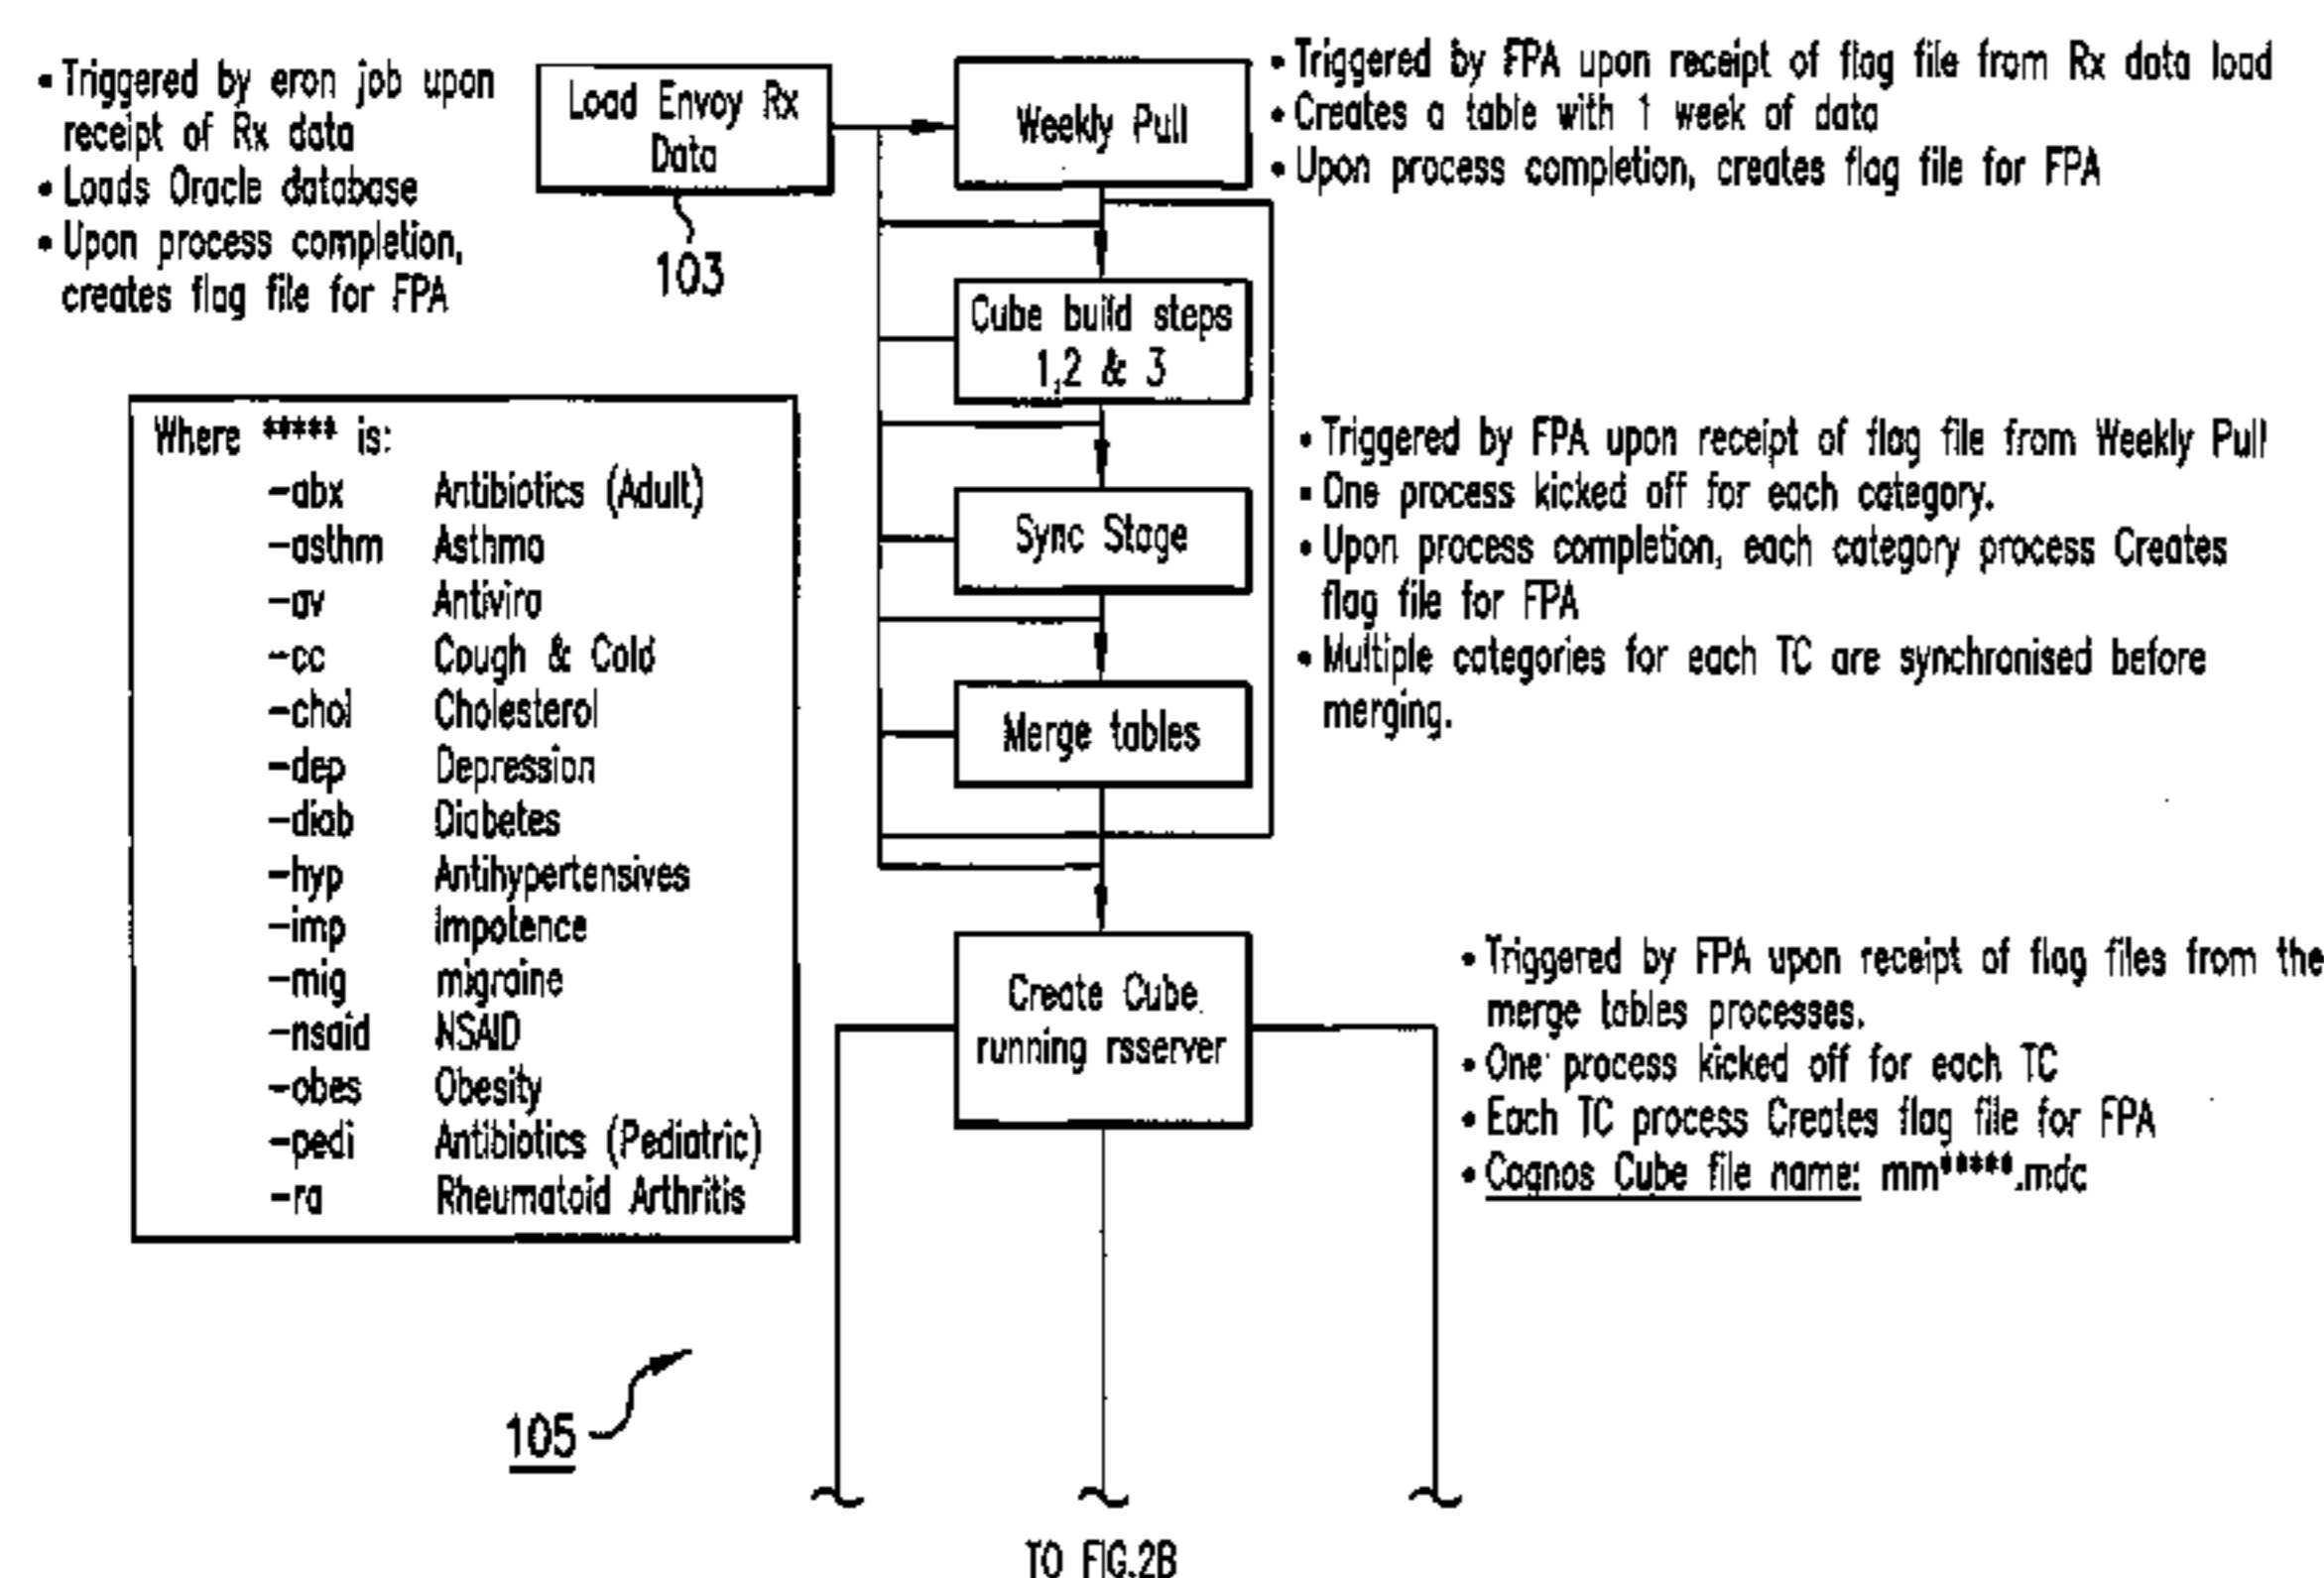 • Triggered by eron job upon
receipt of Rx data
• Loads Oracle database
• Upon process completion,
creates flag file for FPA
Load Envoy Rx
Data
103
Weekly Pull
• Triggered by FPA upon receipt of flag file from Rx data load
• Creates a table with 1 week of data
• Upon process completion, creates flag file for FPA
Cube build steps
1,2 & 3
Sync Stage
Merge tables
• Triggered by FPA upon receipt of flag file from Weekly Pull
• One process kicked off for each category.
• Upon process completion, each category process Creates
flag file for FPA
• Multiple categories for each TC are synchronised before
merging.
Where ***** is:
-abx Antibiotics (Adult)
-asthm Asthma
-av Antivira
-cc Cough & Cold
-chol Cholesterol
-dep Depression
-diab Diabetes
-hyp Antihypertensives
-imp Impotence
-mig migraine
-nsaid NSAID
-obes Obesity
-pedi Antibiotics (Pediatric)
-ra Rheumatoid Arthritis
Create Cube
running rsserver
• Triggered by FPA upon receipt of flag files from the
merge tables processes.
• One process kicked off for each TC
• Each TC process Creates flag file for FPA
• Cognos Cube file name: mm*****.mdc
105
TO FIG.2B